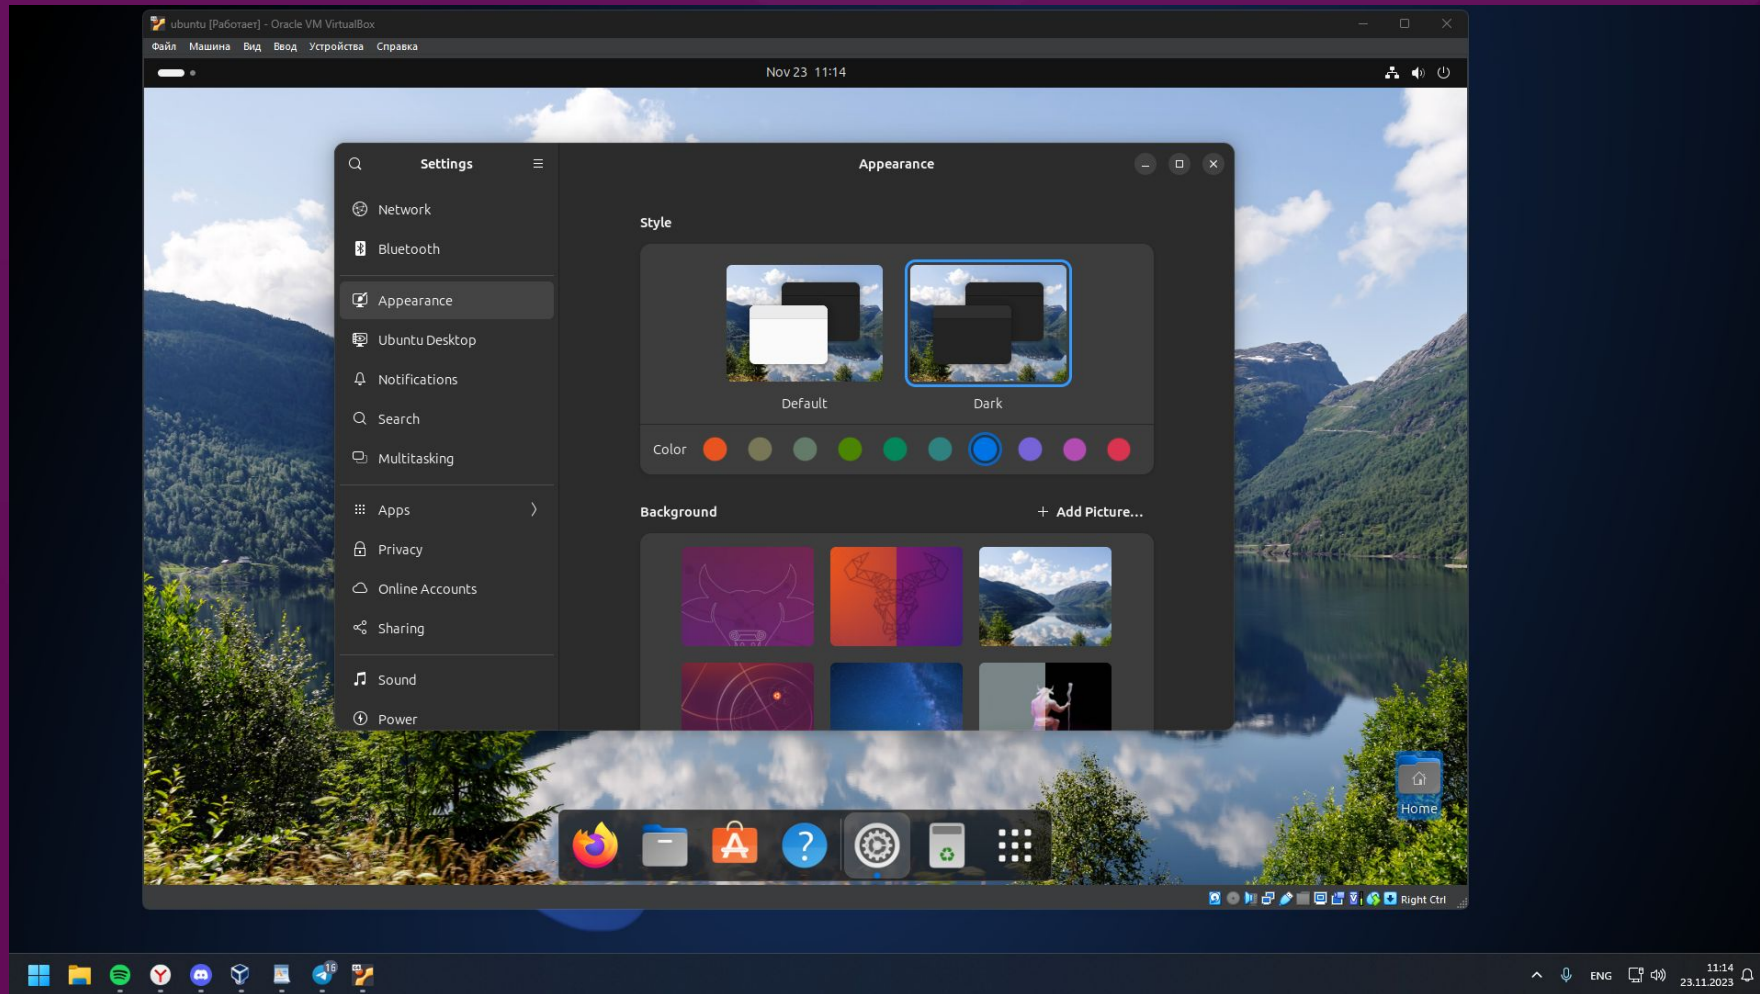 ubuntu [Работает] - Oracle VM VirtualBox
Файл Машина Вид Ввод Устройства Справка
Nov 23 11:14
Settings
Appearance
Network
Bluetooth
Appearance
Ubuntu Desktop
Notifications
Search
Multitasking
Apps
Privacy
Online Accounts
Sharing
Sound
Power
Style
Default
Dark
Color
Background
+ Add Picture...
Home
Right Ctrl
16
ENG
11:14
23.11.2023